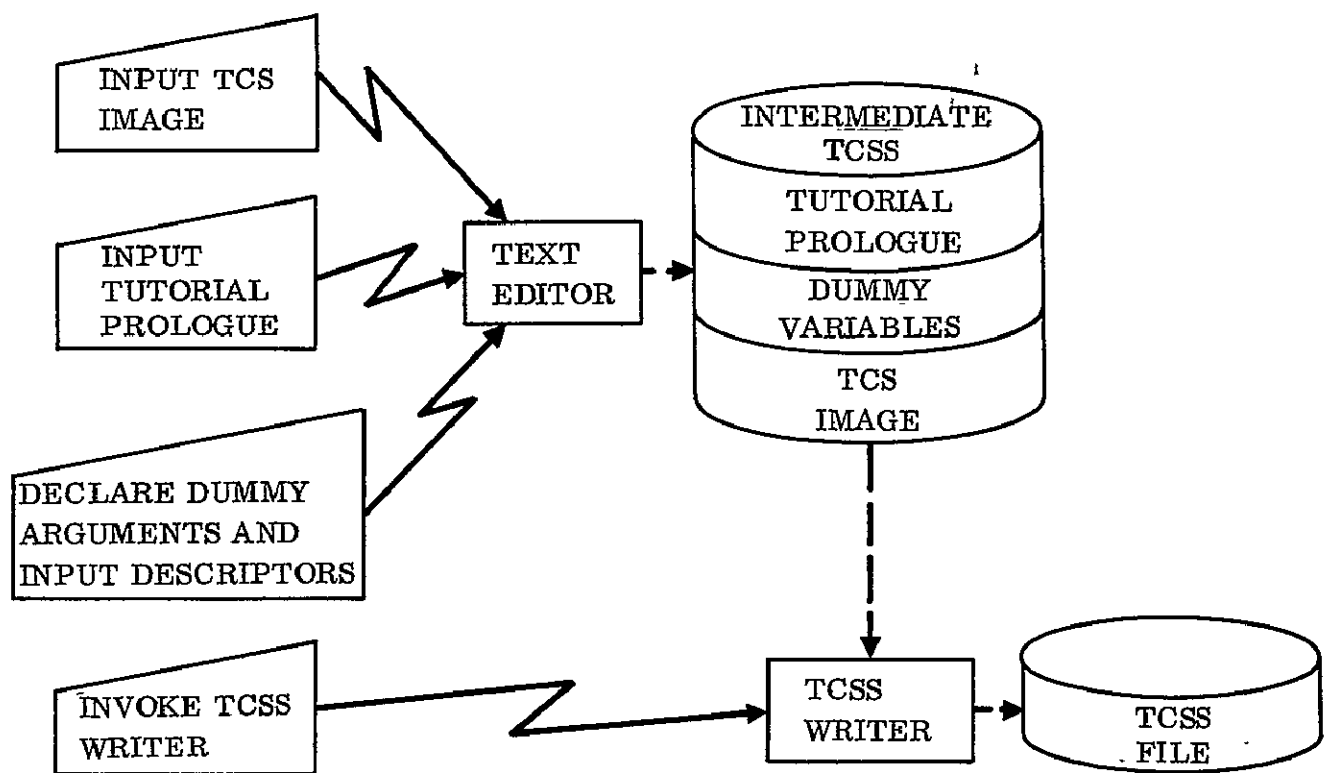 INPUT TCS
IMAGE
INPUT
TUTORIAL
PROLOGUE
DECLARE DUMMY
ARGUMENTS AND
INPUT DESCRIPTORS
INVOKE TCSS
WRITER
TEXT
EDITOR
INTERMEDIATE
TCSS
TUTORIAL
PROLOGUE
DUMMY
VARIABLES
TCS
IMAGE
TCSS
WRITER
TCSS
FILE